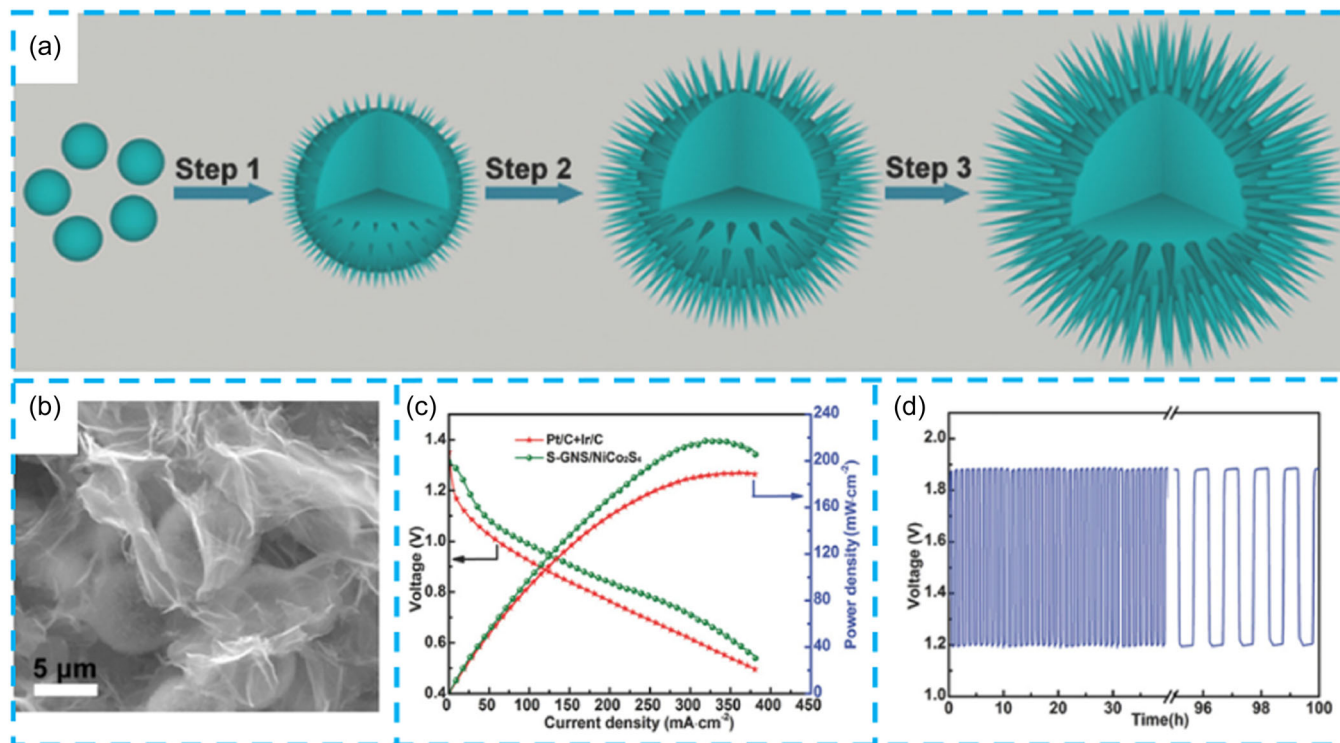 (a)
Step 1
Step 2
Step 3
(b)
5 μm
(c)
Pt/C+Ir/C
S-GNS/NiCo₂S₄
Voltage (V)
1.4
1.2
1.0
0.8
0.6
0.4
0 50 100 150 200 250 300 350 400 450
Current density (mA·cm⁻²)
240
200
160
120
80
40
0
Power density (mW·cm⁻²)
(d)
Voltage (V)
2.0
1.8
1.6
1.4
1.2
1.0
0 10 20 30 96 98 100
Time(h)